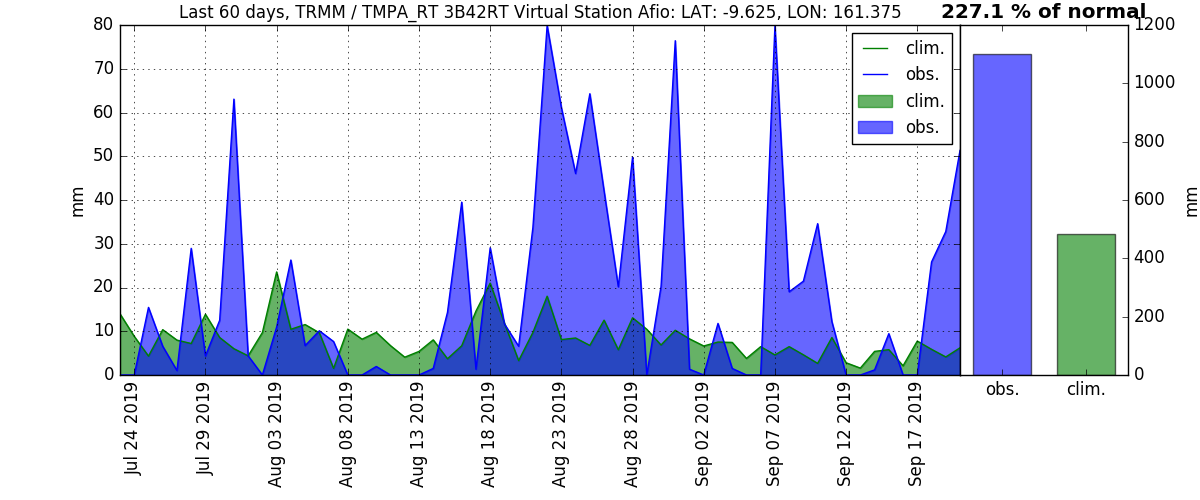 Last 60 days, TRMM / TMPA_RT 3B42RT Virtual Station Afio: LAT: -9.625, LON: 161.375
227.1 % of normal
80
70
60
50
40
30
20
10
0
mm
clim.
obs.
clim.
obs.
1200
1000
800
600
400
200
0
mm
obs.
clim.
Jul 24 2019
Jul 29 2019
Aug 03 2019
Aug 08 2019
Aug 13 2019
Aug 18 2019
Aug 23 2019
Aug 28 2019
Sep 02 2019
Sep 07 2019
Sep 12 2019
Sep 17 2019